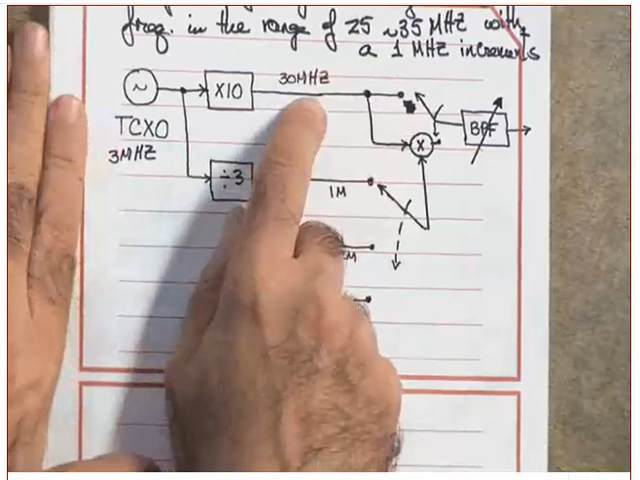 freq. in the range of 25 ~35 MHz with
a 1 MHz increments
~
X10
30MHZ
BPF
TCXO
3MHZ
X
÷3
1M
M